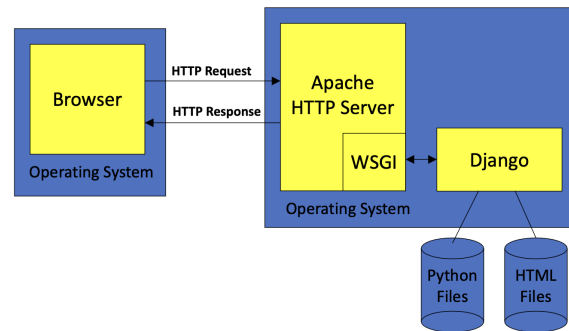 HTTP Request
Browser
HTTP Response
Operating System
Apache
HTTP Server
WSGI
Django
Operating System
Python
Files
HTML
Files